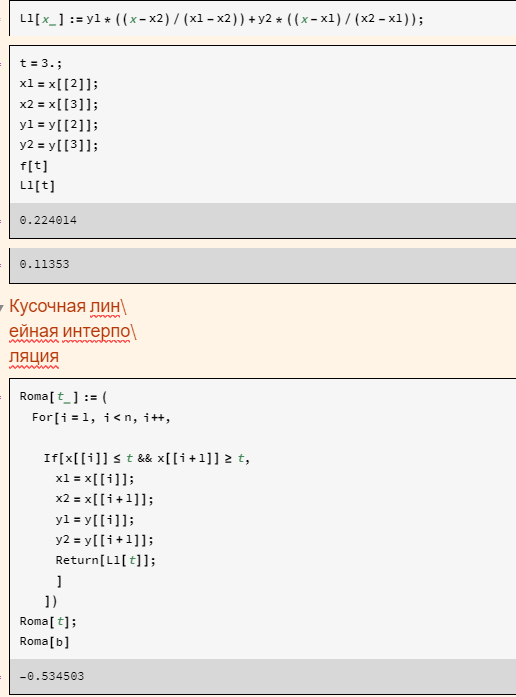 L1[x_] := y1 * ((x - x2) / (x1 - x2)) + y2 * ((x - x1) / (x2 - x1));
t = 3.;
x1 = x[[2]];
x2 = x[[3]];
y1 = y[[2]];
y2 = y[[3]];
f[t]
L1[t]
0.224014
0.11353
Кусочная лин\
ейная интерпо\
ляция
Roma[t_] := (
For[i = 1, i < n, i++,
If[x[[i]] ≤ t && x[[i + 1]] ≥ t,
x1 = x[[i]];
x2 = x[[i + 1]];
y1 = y[[i]];
y2 = y[[i + 1]];
Return[L1[t]];
]
])
Roma[t];
Roma[b]
-0.534503